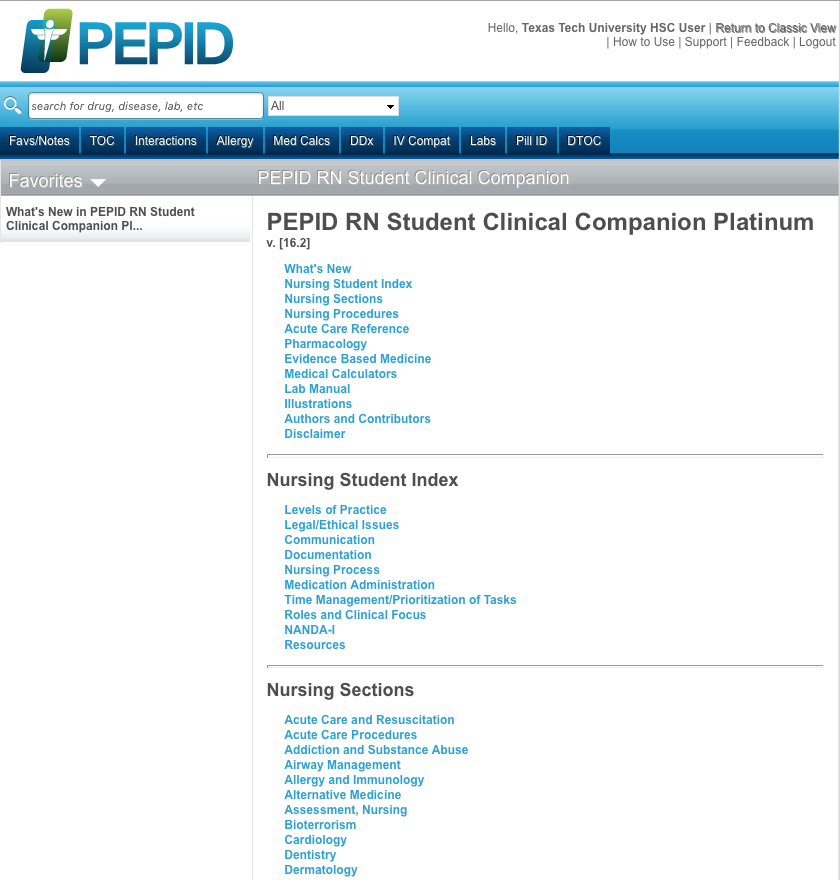 PEPID
Hello, Texas Tech University HSC User | Return to Classic View
| How to Use | Support | Feedback | Logout
search for drug, disease, lab, etc
All
Favs/Notes TOC Interactions Allergy Med Calcs DDx IV Compat Labs Pill ID DTOC
Favorites
PEPID RN Student Clinical Companion
What's New in PEPID RN Student
Clinical Companion Pl...
PEPID RN Student Clinical Companion Platinum
v. [16.2]
What's New
Nursing Student Index
Nursing Sections
Nursing Procedures
Acute Care Reference
Pharmacology
Evidence Based Medicine
Medical Calculators
Lab Manual
Illustrations
Authors and Contributors
Disclaimer
Nursing Student Index
Levels of Practice
Legal/Ethical Issues
Communication
Documentation
Nursing Process
Medication Administration
Time Management/Prioritization of Tasks
Roles and Clinical Focus
NANDA-I
Resources
Nursing Sections
Acute Care and Resuscitation
Acute Care Procedures
Addiction and Substance Abuse
Airway Management
Allergy and Immunology
Alternative Medicine
Assessment, Nursing
Bioterrorism
Cardiology
Dentistry
Dermatology